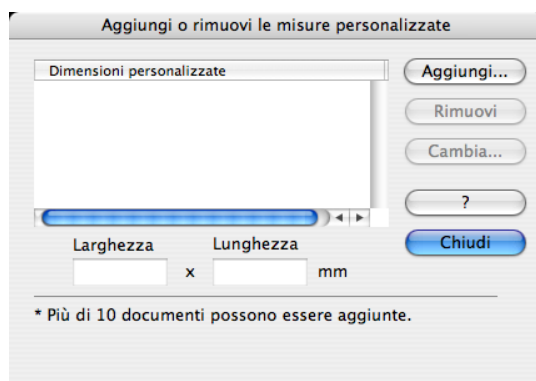 Aggiungi o rimuovi le misure personalizzate
Dimensioni personalizzate
Aggiungi...
Rimuovi
Cambia...
?
Chiudi
Larghezza Lunghezza
x mm
* Più di 10 documenti possono essere aggiunte.